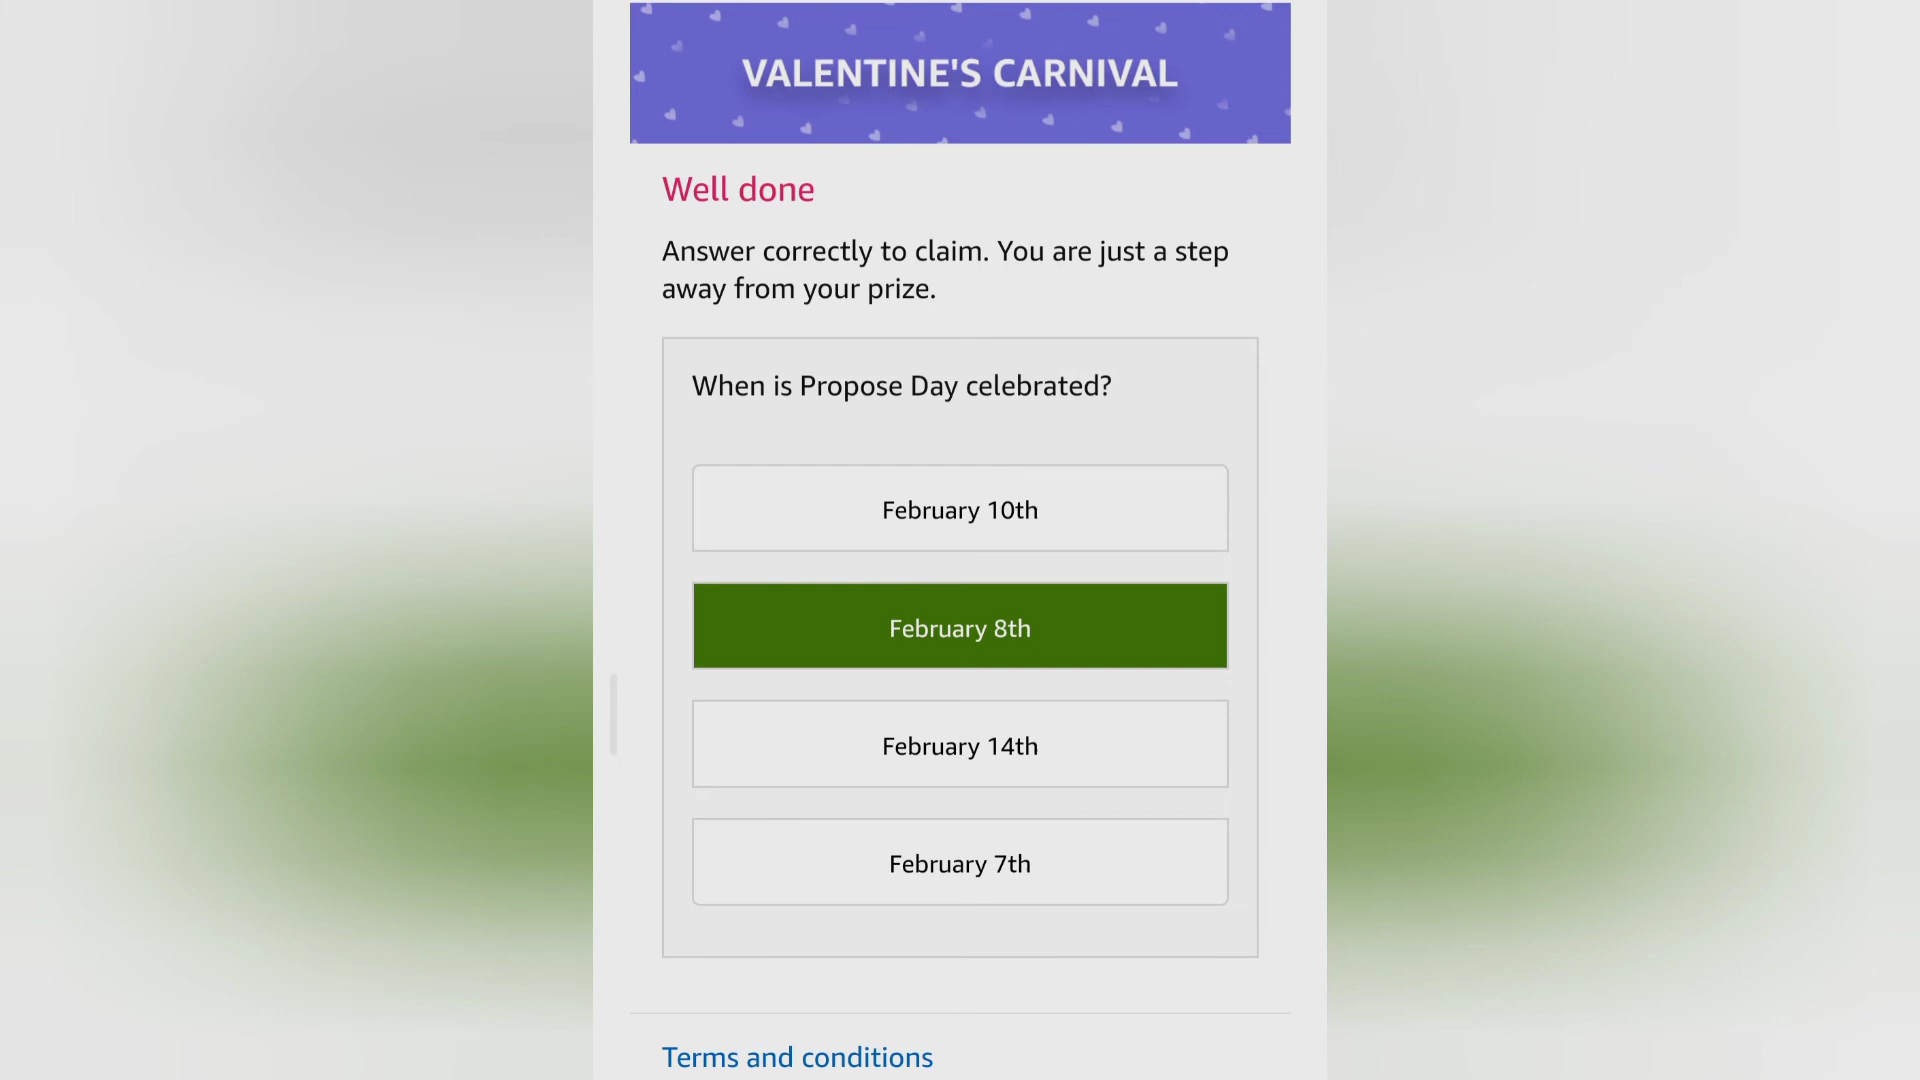 VALENTINE'S CARNIVAL
Well done
Answer correctly to claim. You are just a step
away from your prize.
When is Propose Day celebrated?
February 10th
February 8th
February 14th
February 7th
Terms and conditions